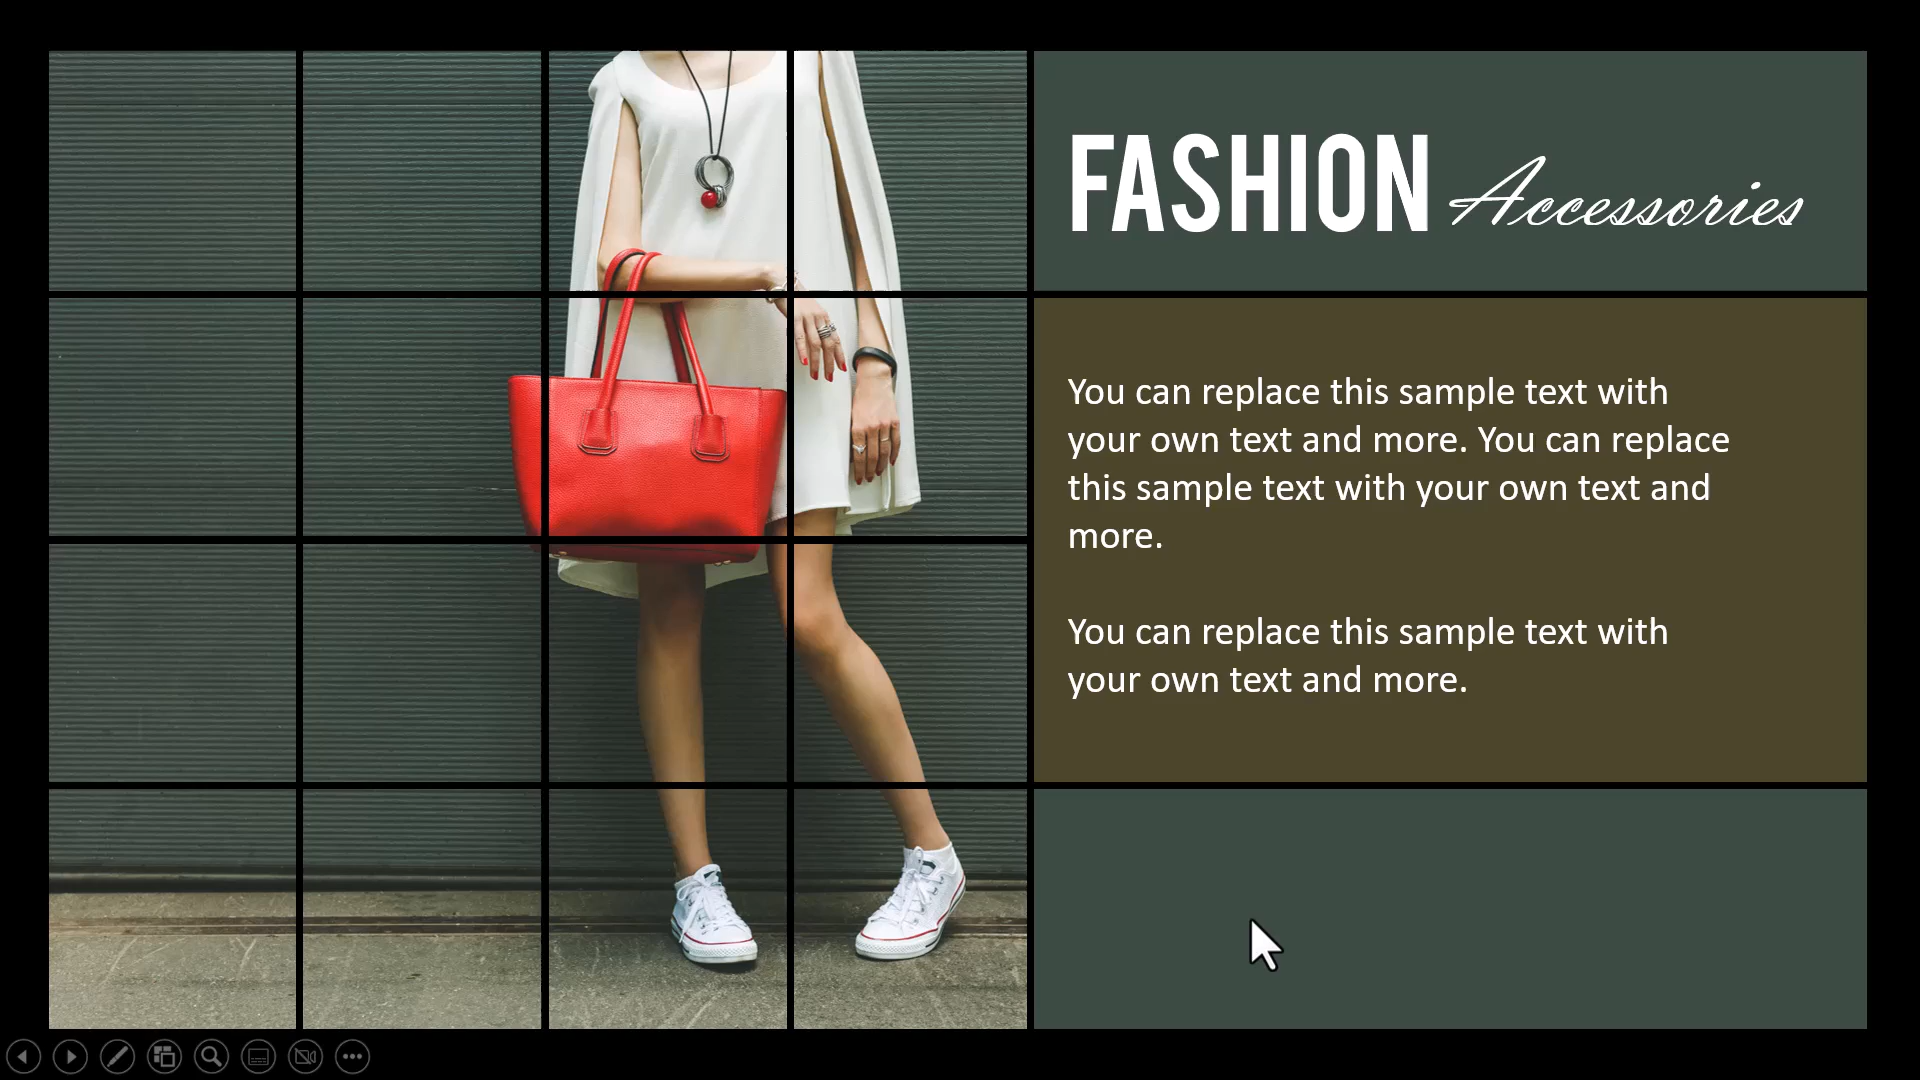 FASHION Accessories
You can replace this sample text with
your own text and more. You can replace
this sample text with your own text and
more.
You can replace this sample text with
your own text and more.